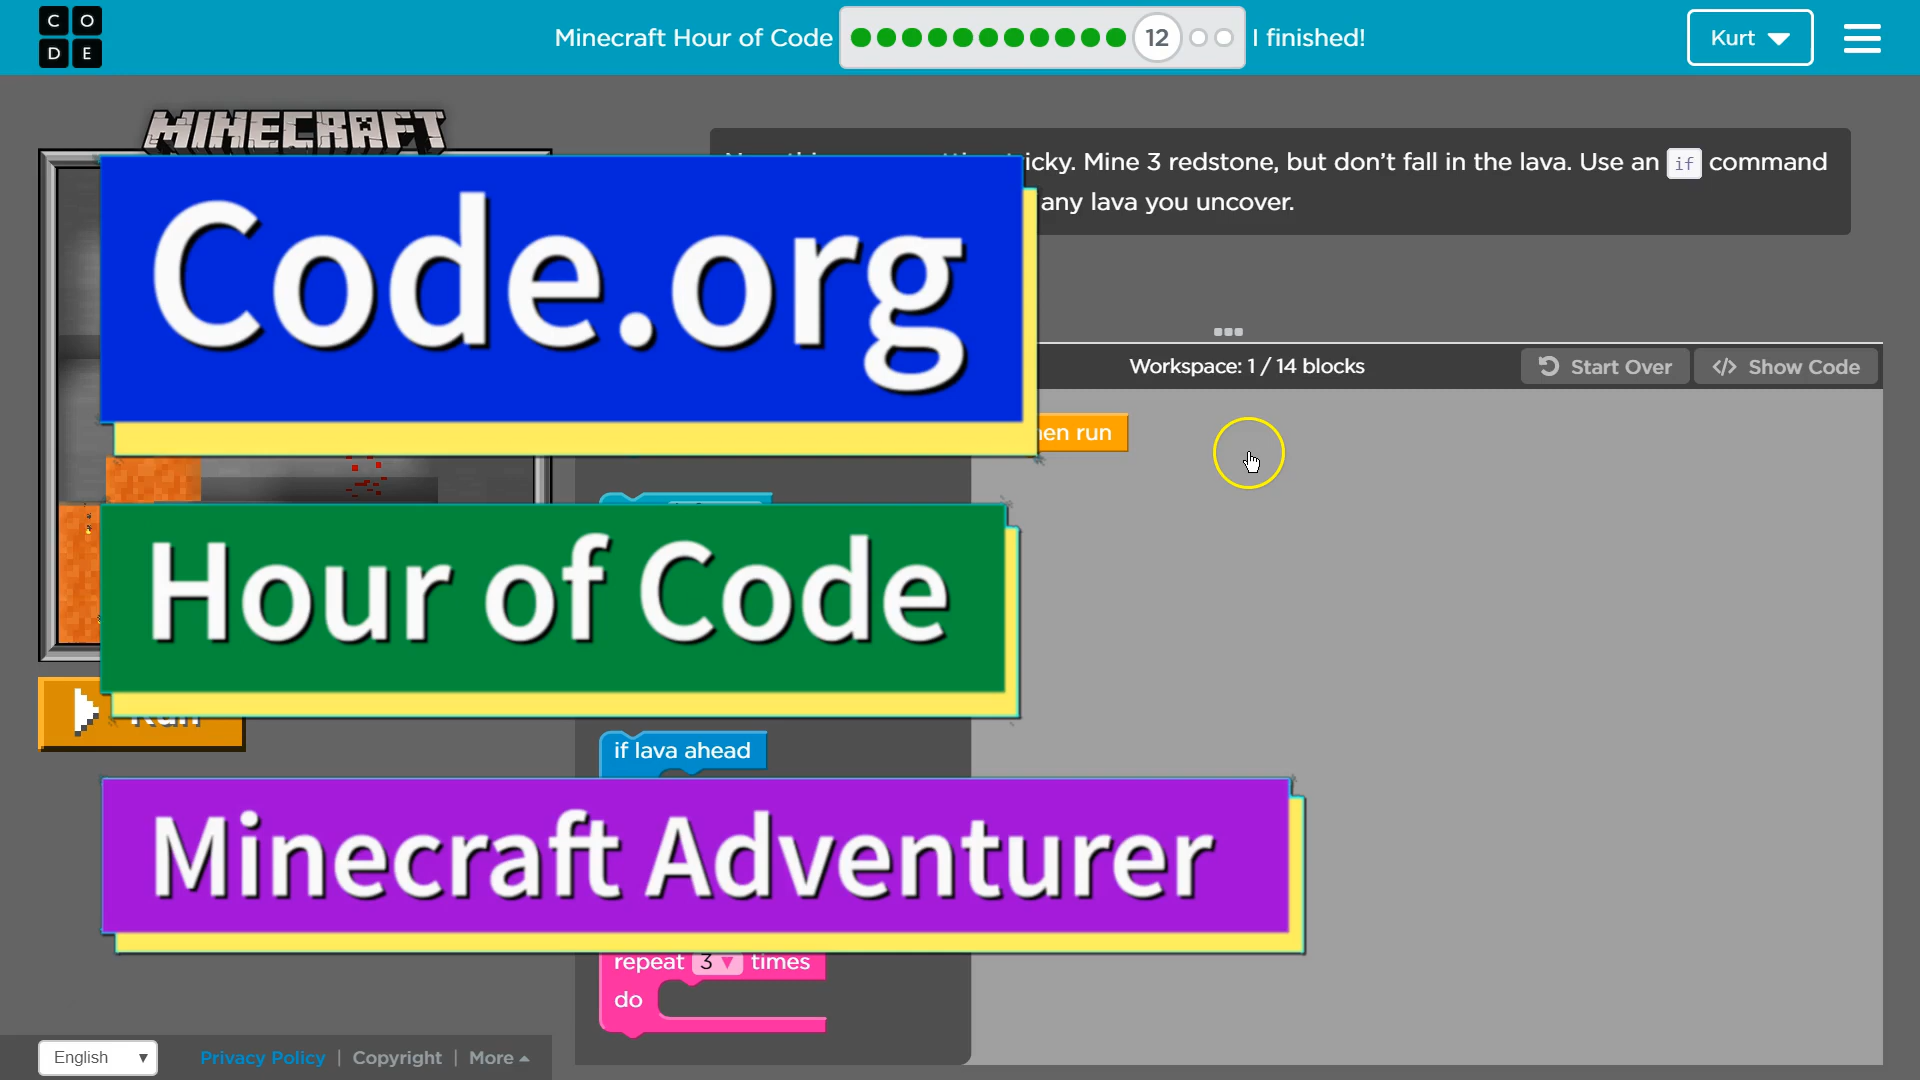 CODE
Minecraft Hour of Code 12 I finished!
Kurt
MINECRAFT
icky. Mine 3 redstone, but don't fall in the lava. Use an if command
any lava you uncover.
Code.org
Workspace: 1 / 14 blocks
Start Over
</> Show Code
en run
Hour of Code
Run
if lava ahead
Minecraft Adventurer
repeat 3 times
do
English
Privacy Policy | Copyright | More